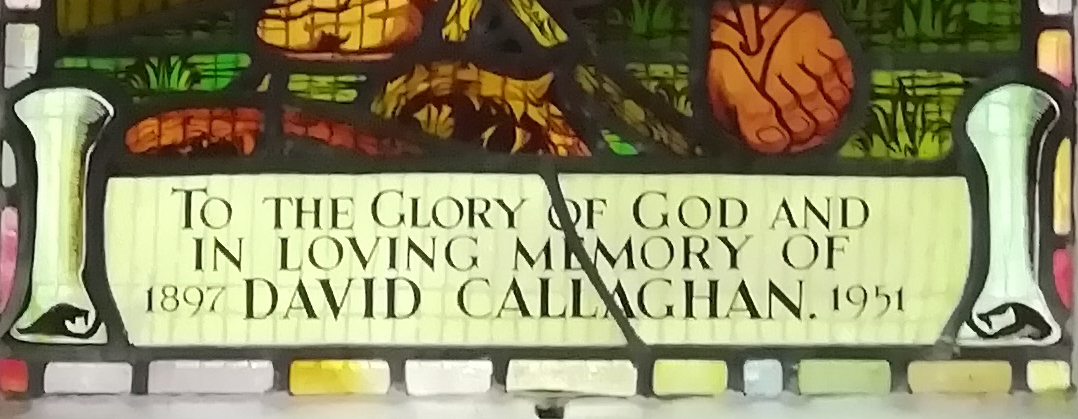 To the Glory of God and
in loving memory of
1897 David Callaghan. 1951